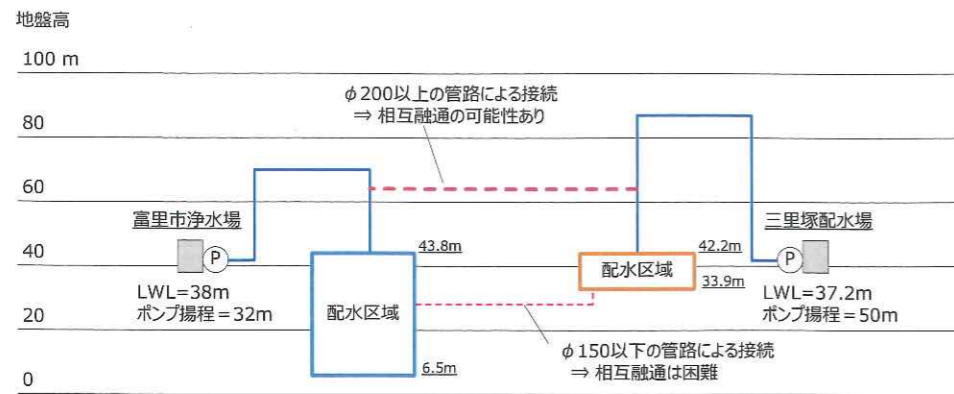 地盤高
100 m
φ200以上の管路による接続
⇒ 相互融通の可能性あり
80
60
富里市浄水場
三里塚配水場
P
43.8m
42.2m
P
40
配水区域
33.9m
LWL=38m
ポンプ揚程=32m
LWL=37.2m
ポンプ揚程=50m
配水区域
20
φ150以下の管路による接続
⇒ 相互融通は困難
6.5m
0